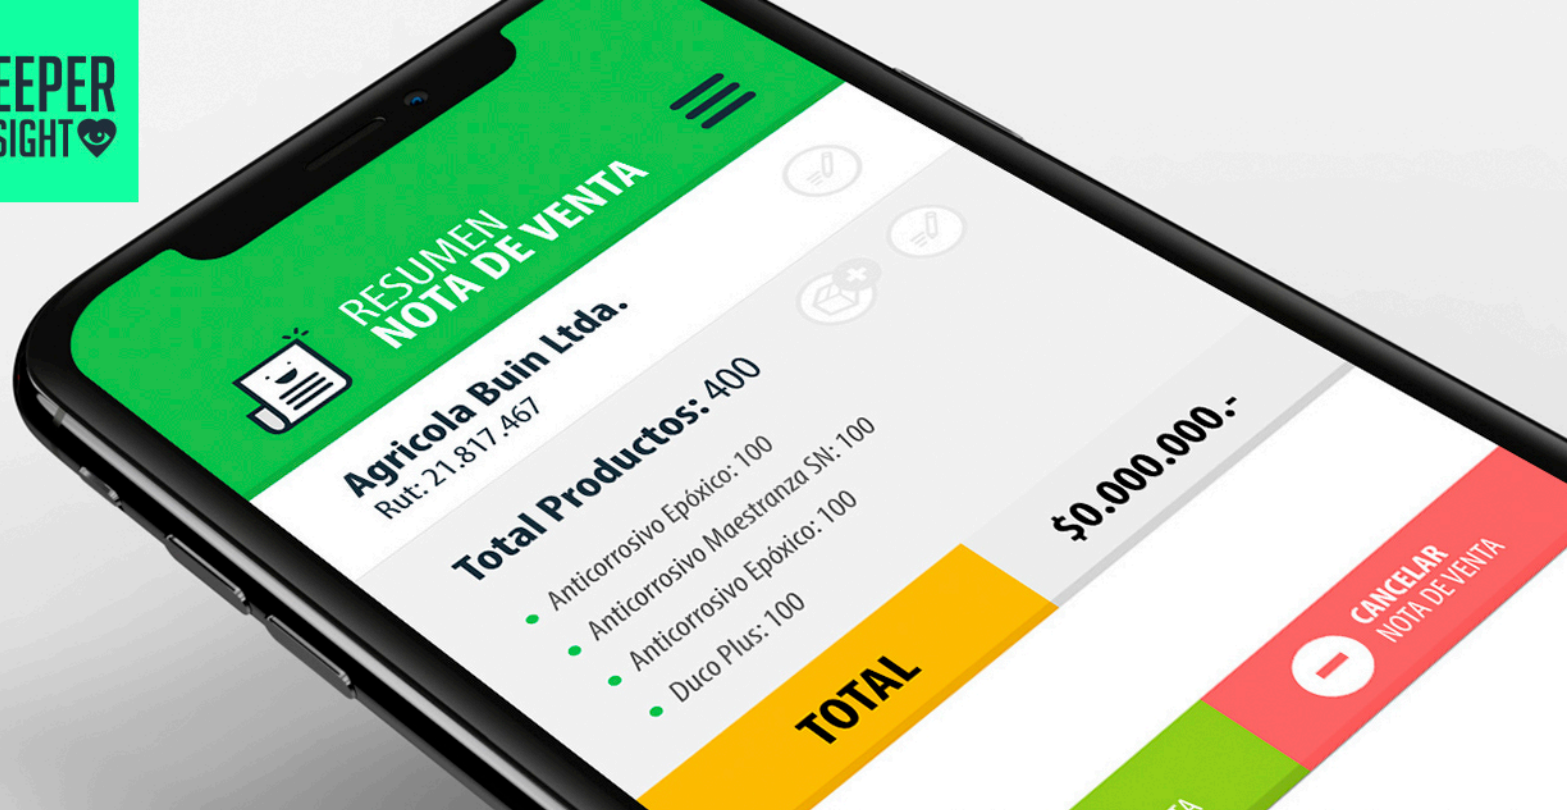 EEPER
SIGHT
RESUMEN
NOTA DE VENTA
Agricola Buin Ltda.
Rut: 21.817.467
Total Productos: 400
Anticorrosivo Epóxico: 100
Anticorrosivo Maestranza SN: 100
Anticorrosivo Epóxico: 100
Duco Plus: 100
TOTAL
$0.000.000.-
CANCELAR
NOTA DE VENTA